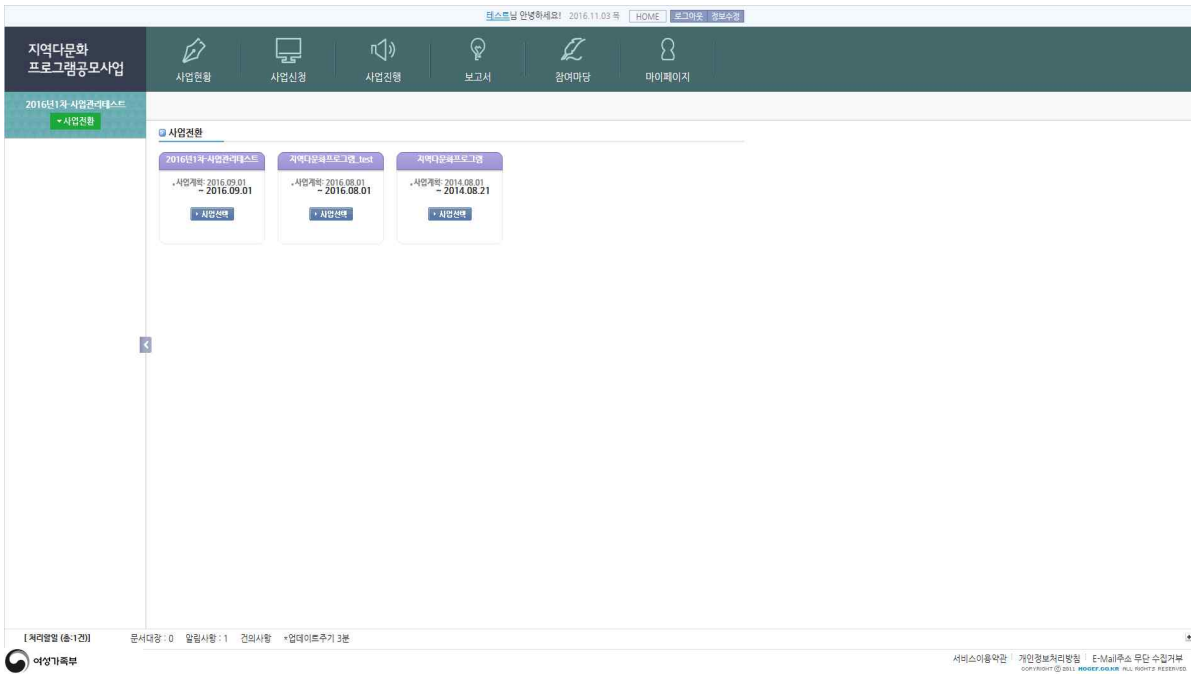 테스트님 안녕하세요! 2016.11.03 목 HOME 로그아웃 정보수정
지역다문화
프로그램공모사업
사업현황 사업신청 사업진행 보고서 참여마당 마이페이지
2016년1차-사업관리테스트
사업전환
사업전환
2016년1차-사업관리테스트 지역다문화프로그램_test 지역다문화프로그램
사업계획: 2016.09.01 사업계획: 2016.08.01 사업계획: 2014.08.01
~ 2016.09.01 ~ 2016.08.01 ~ 2014.08.21
사업선택 사업선택 사업선택
[ 처리할일 (총:1건)] 문서대장 : 0 알림사항 : 1 건의사항 *업데이트주기 3분
여성가족부
서비스이용약관 개인정보처리방침 E-Mail주소 무단 수집거부
COPYRIGHT ⓒ 2011 MOGEF.GO.KR ALL RIGHTS RESERVED